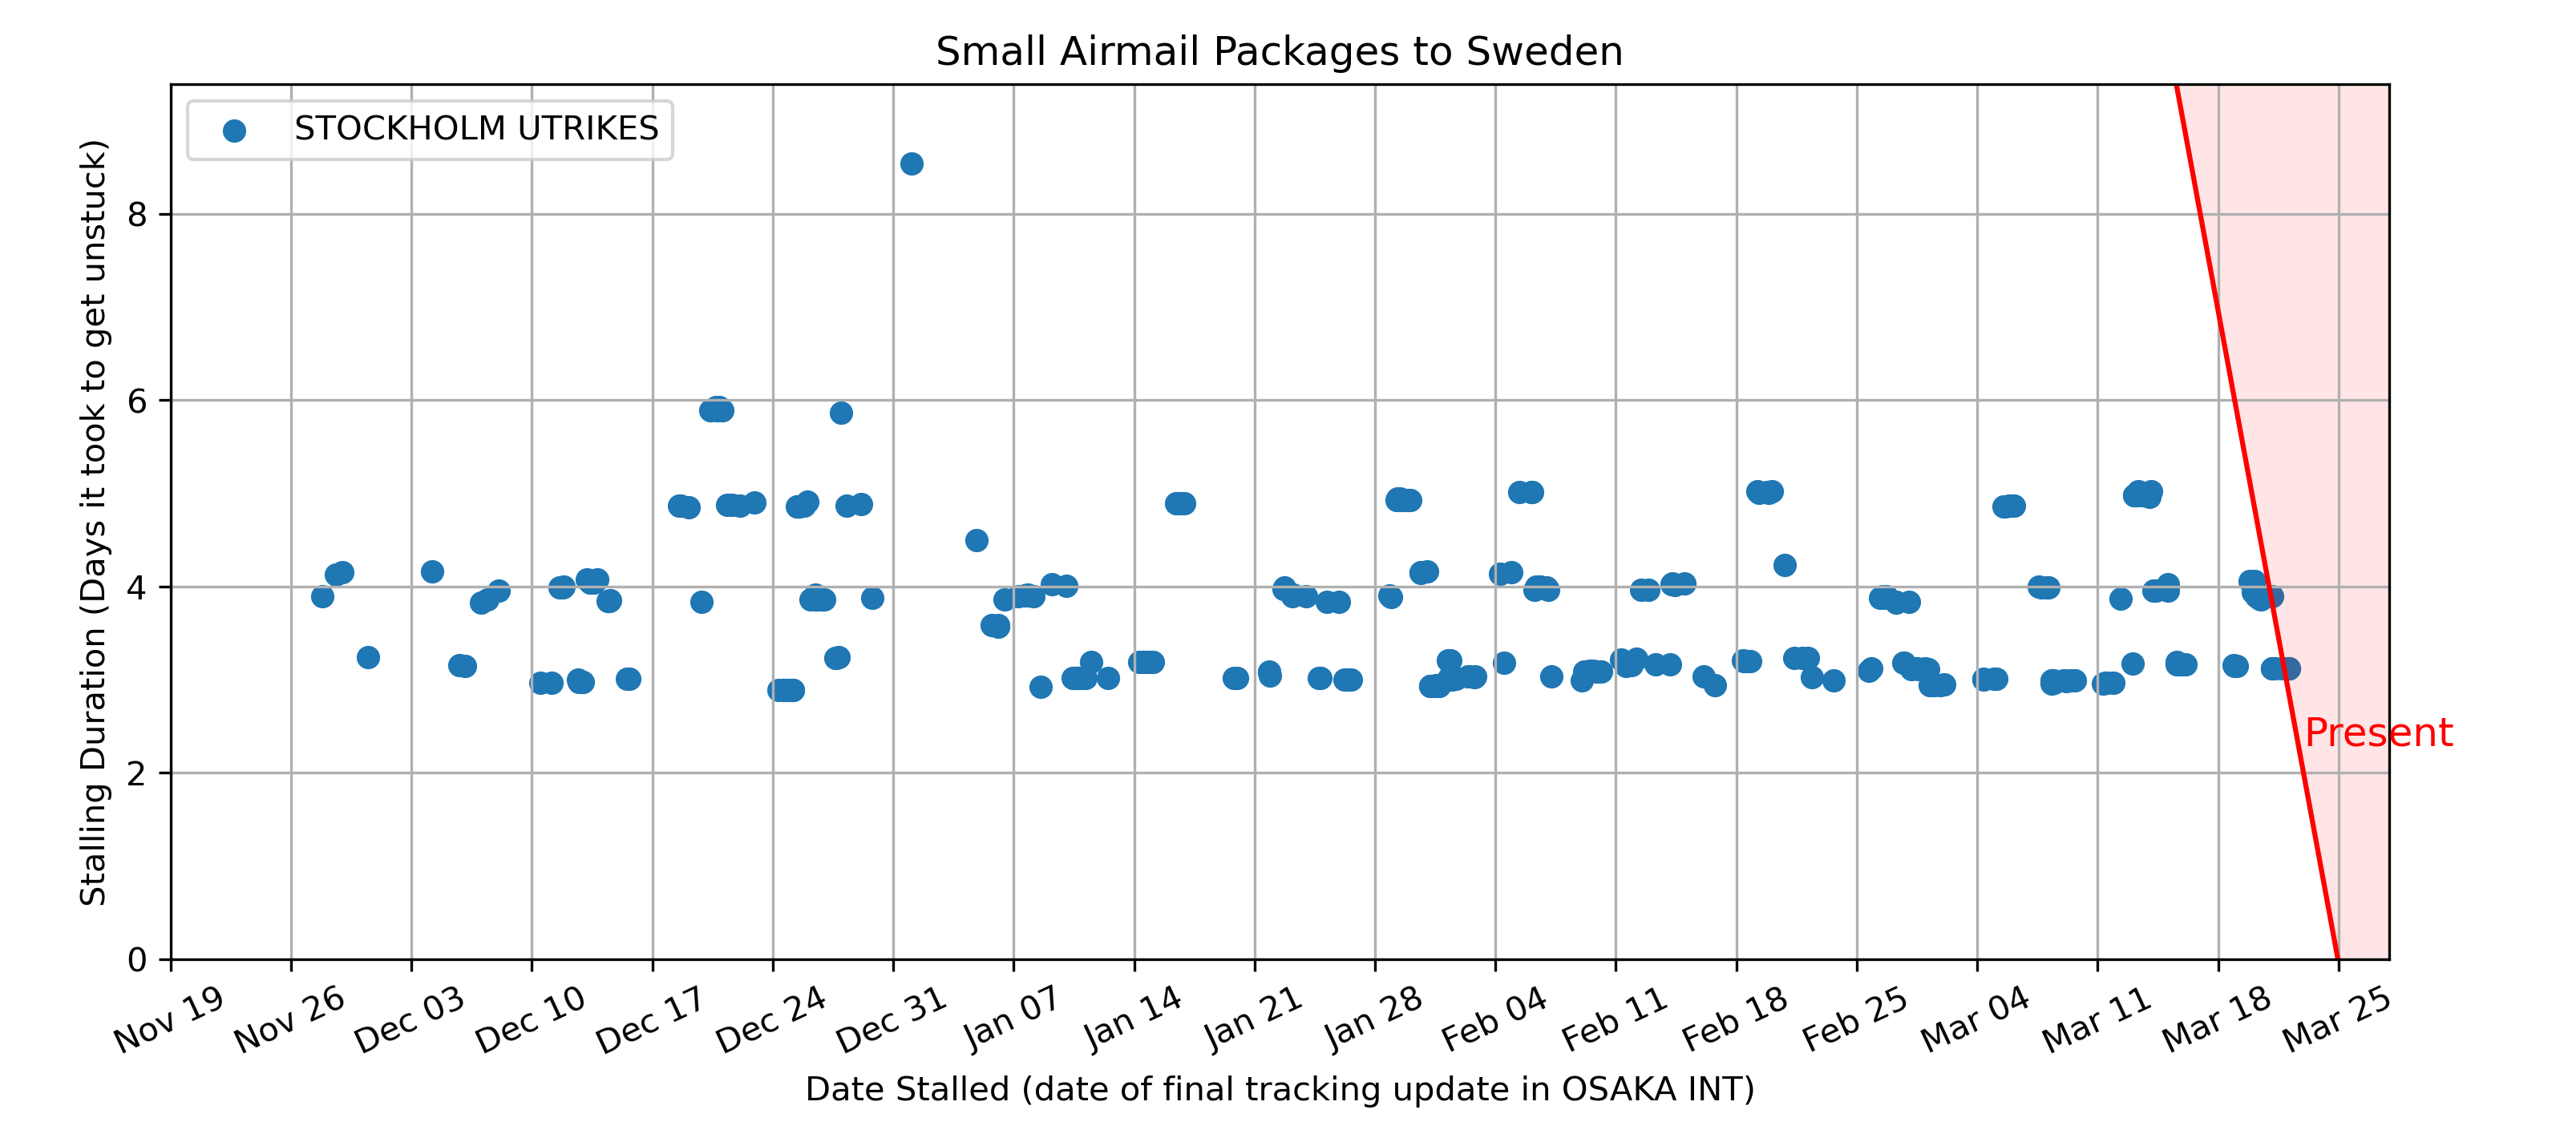 Small Airmail Packages to Sweden
STOCKHOLM UTRIKES
Stalling Duration (Days it took to get unstuck)
8
6
4
2
0
Present
Nov 19
Nov 26
Dec 03
Dec 10
Dec 17
Dec 24
Dec 31
Jan 07
Jan 14
Jan 21
Jan 28
Feb 04
Feb 11
Feb 18
Feb 25
Mar 04
Mar 11
Mar 18
Mar 25
Date Stalled (date of final tracking update in OSAKA INT)